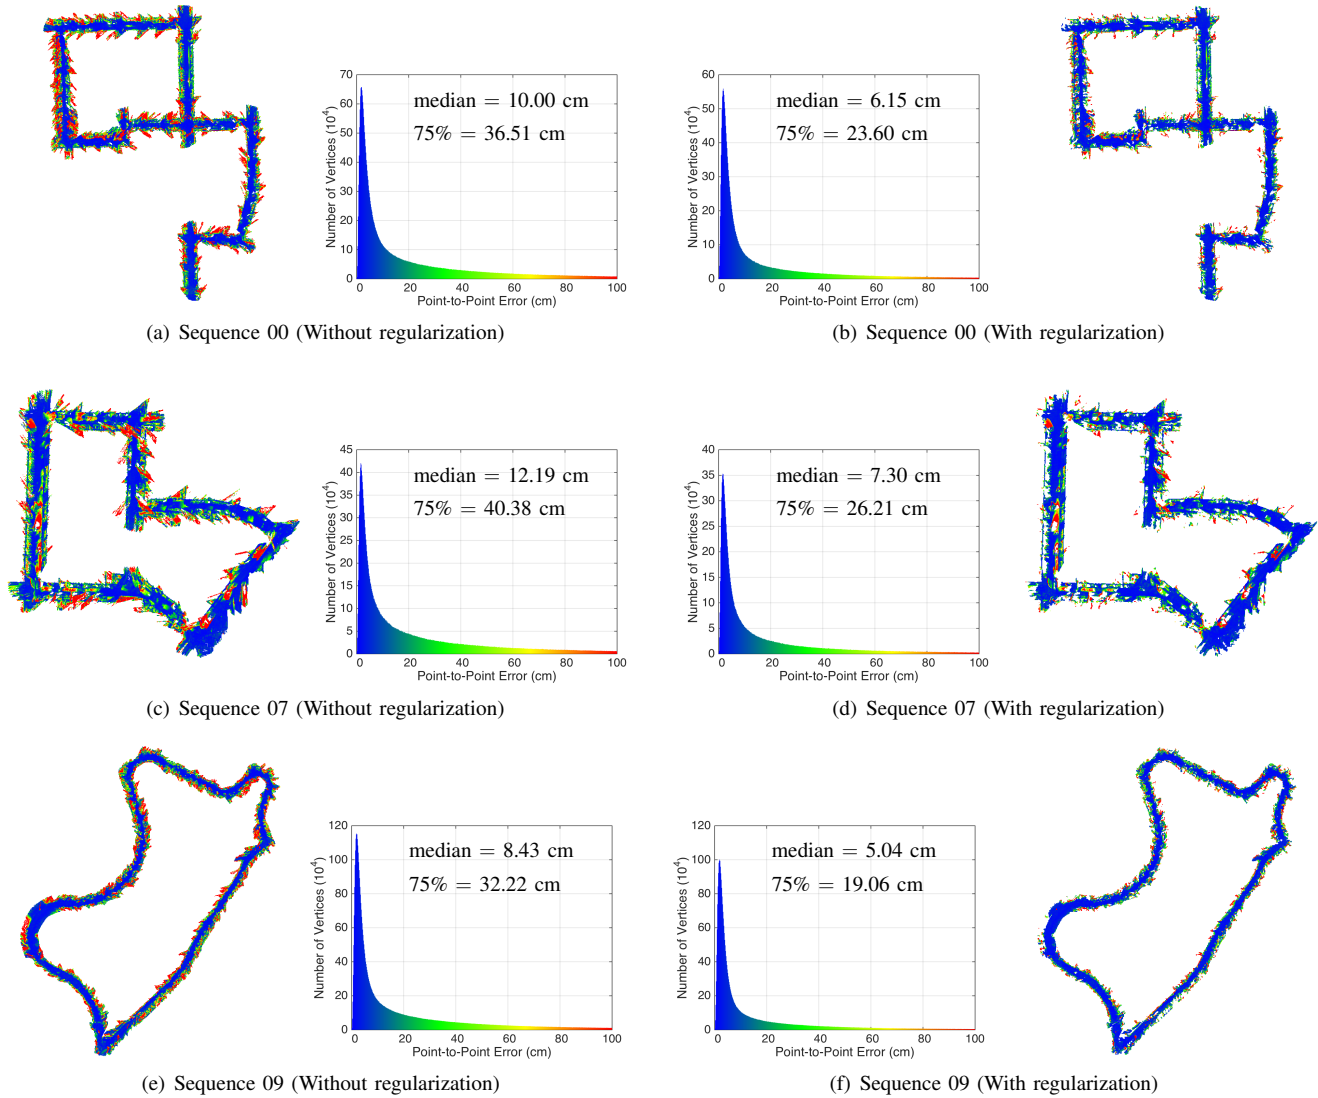 70
60
50
40
30
20
10
0
Number of Vertices (10^4)
median = 10.00 cm
75% = 36.51 cm
0 20 40 60 80 100
Point-to-Point Error (cm)
(a) Sequence 00 (Without regularization)
60
50
40
30
20
10
0
Number of Vertices (10^4)
median = 6.15 cm
75% = 23.60 cm
0 20 40 60 80 100
Point-to-Point Error (cm)
(b) Sequence 00 (With regularization)
45
40
35
30
25
20
15
10
5
0
Number of Vertices (10^4)
median = 12.19 cm
75% = 40.38 cm
0 20 40 60 80 100
Point-to-Point Error (cm)
(c) Sequence 07 (Without regularization)
40
35
30
25
20
15
10
5
0
Number of Vertices (10^4)
median = 7.30 cm
75% = 26.21 cm
0 20 40 60 80 100
Point-to-Point Error (cm)
(d) Sequence 07 (With regularization)
120
100
80
60
40
20
0
Number of Vertices (10^4)
median = 8.43 cm
75% = 32.22 cm
0 20 40 60 80 100
Point-to-Point Error (cm)
(e) Sequence 09 (Without regularization)
120
100
80
60
40
20
0
Number of Vertices (10^4)
median = 5.04 cm
75% = 19.06 cm
0 20 40 60 80 100
Point-to-Point Error (cm)
(f) Sequence 09 (With regularization)